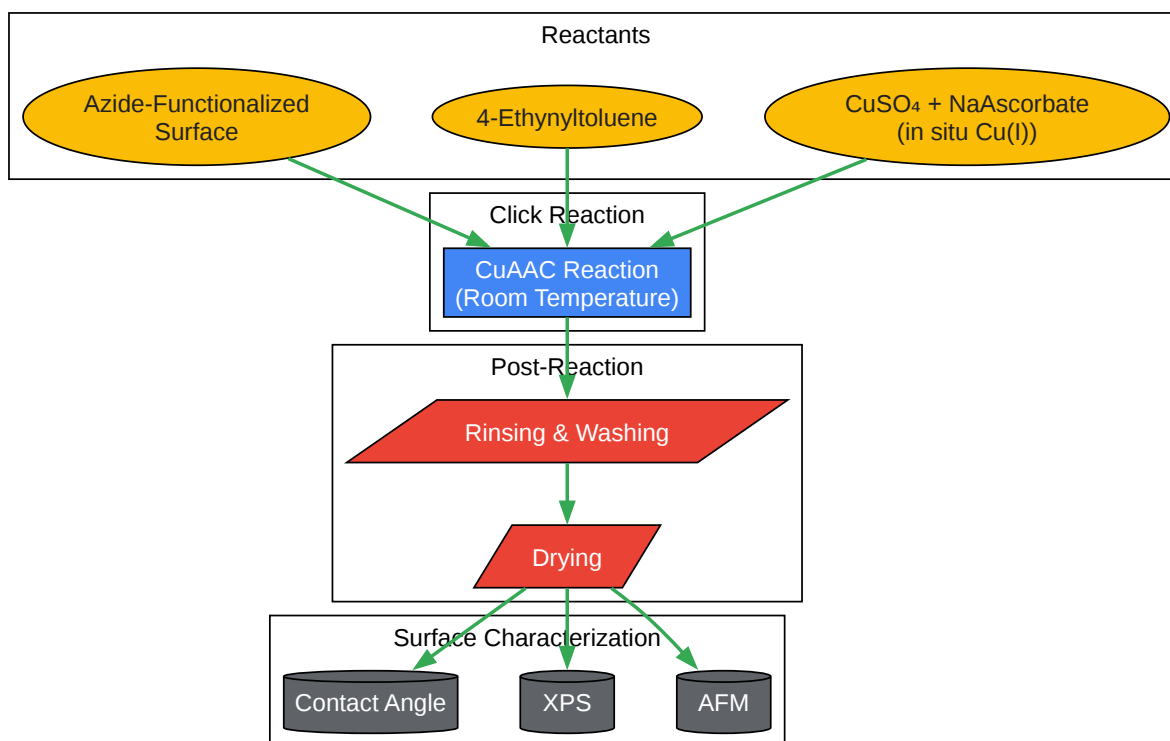 Reactants
Azide-Functionalized
Surface
4-Ethynyltoluene
CuSO₄ + NaAscorbate
(in situ Cu(I))
Click Reaction
CuAAC Reaction
(Room Temperature)
Post-Reaction
Rinsing & Washing
Drying
Surface Characterization
Contact Angle
XPS
AFM